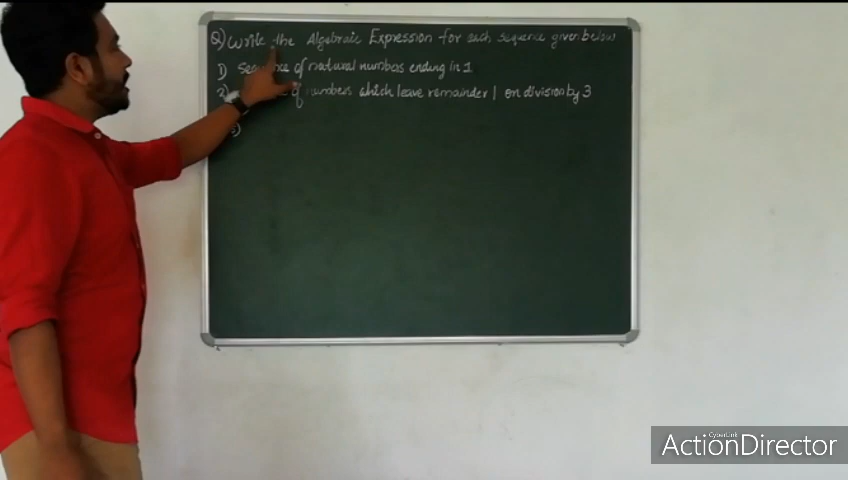 Q) Write the Algebraic Expression for each sequence given below
1) Sequence of natural numbers ending in 1
2) of numbers which leave remainder 1 on division by 3
3)
CyberLink
ActionDirector